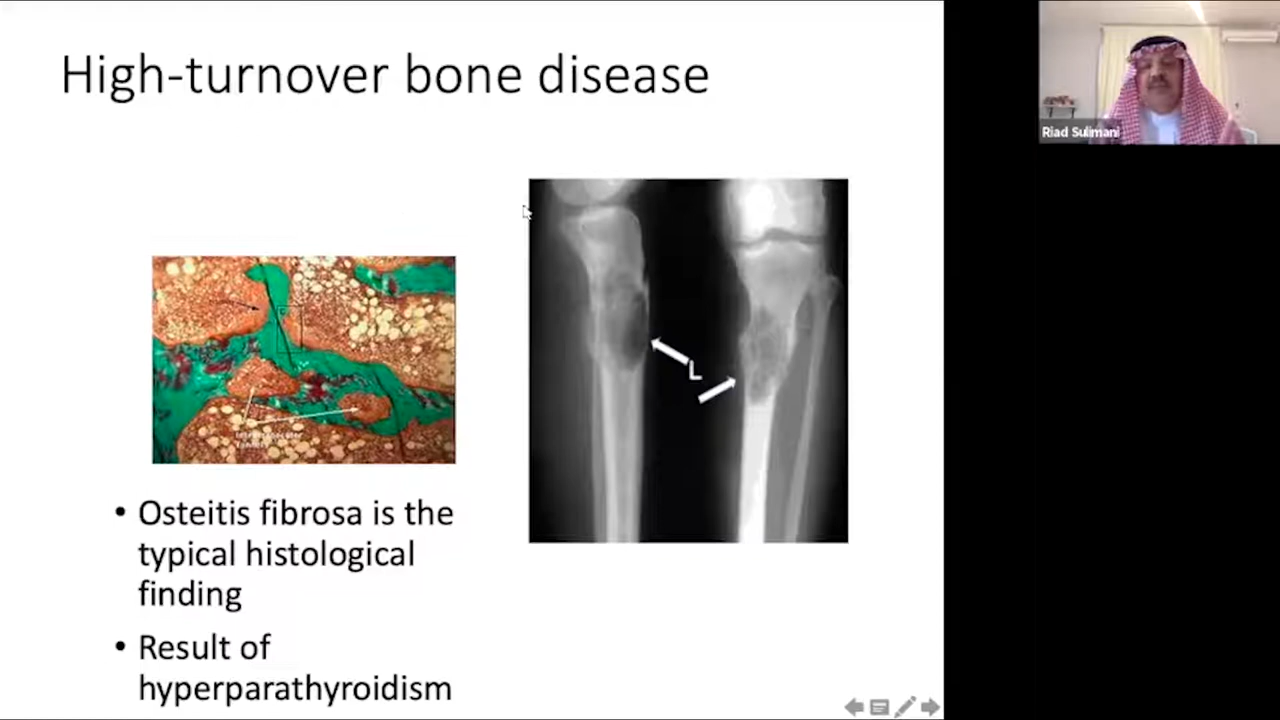 High-turnover bone disease
Riad Sulimani
L
• Osteitis fibrosa is the
typical histological
finding
• Result of
hyperparathyroidism